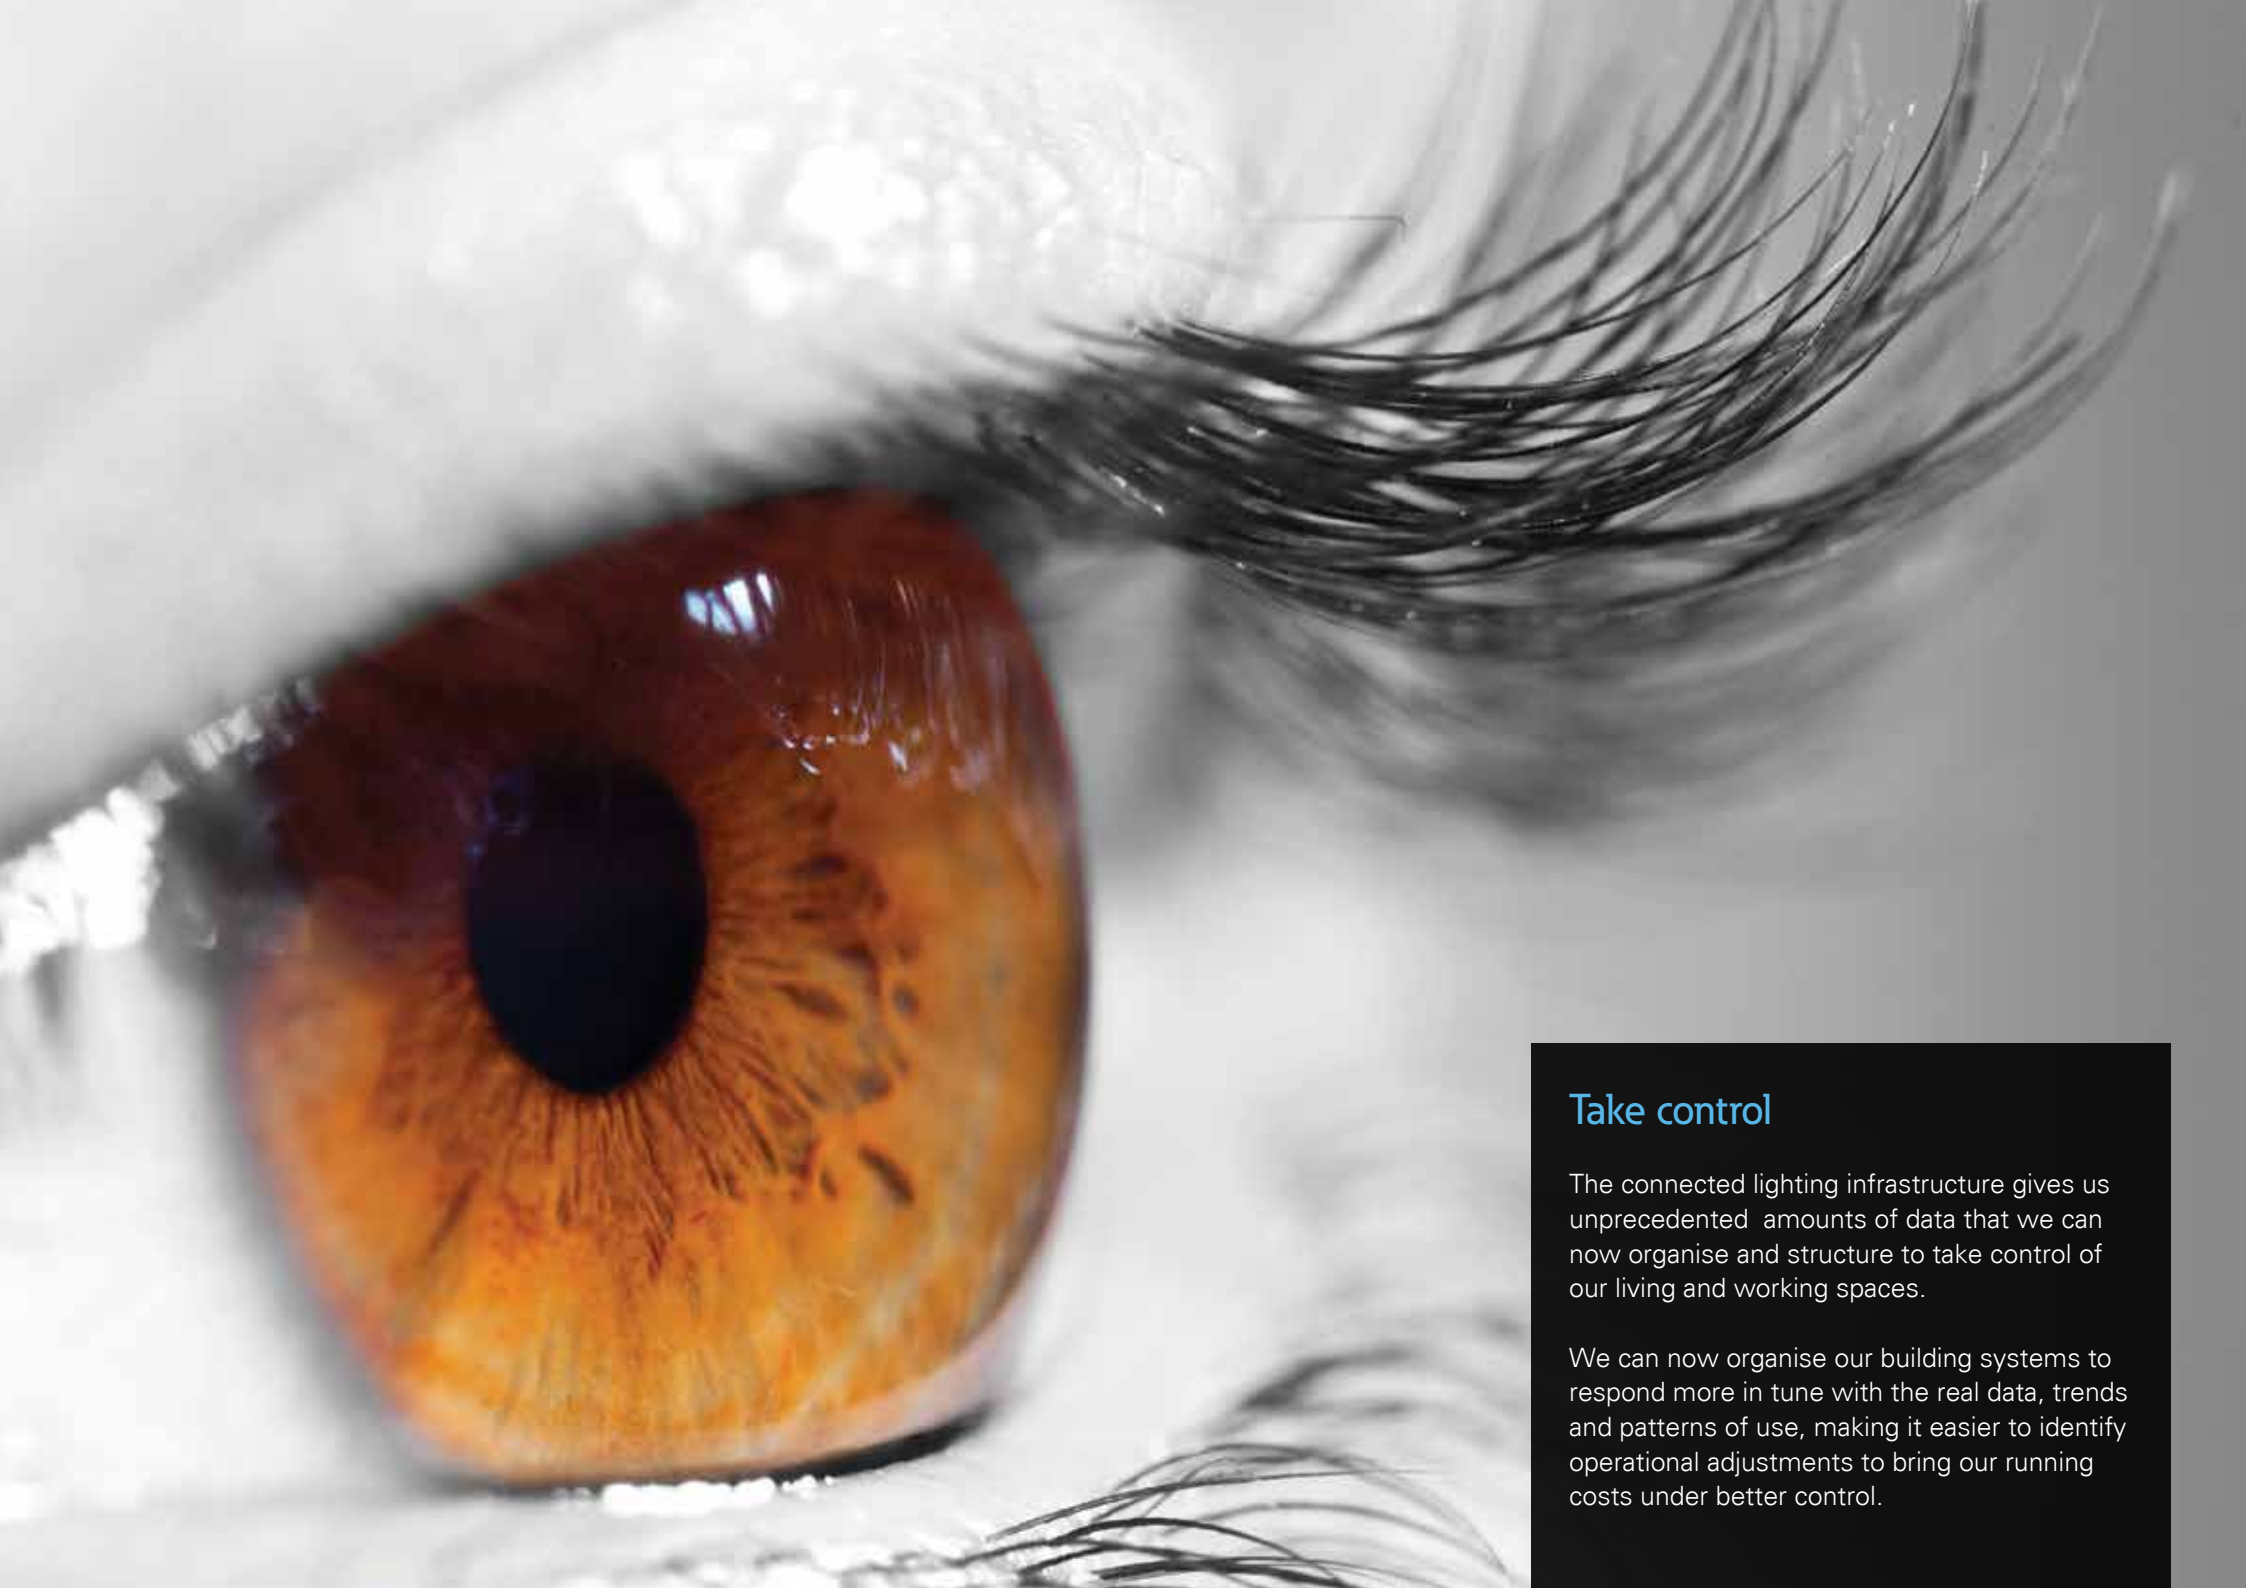 Take control
The connected lighting infrastructure gives us
unprecedented  amounts of data that we can
now organise and structure to take control of
our living and working spaces.
We can now organise our building systems to
respond more in tune with the real data, trends
and patterns of use, making it easier to identify
operational adjustments to bring our running
costs under better control.